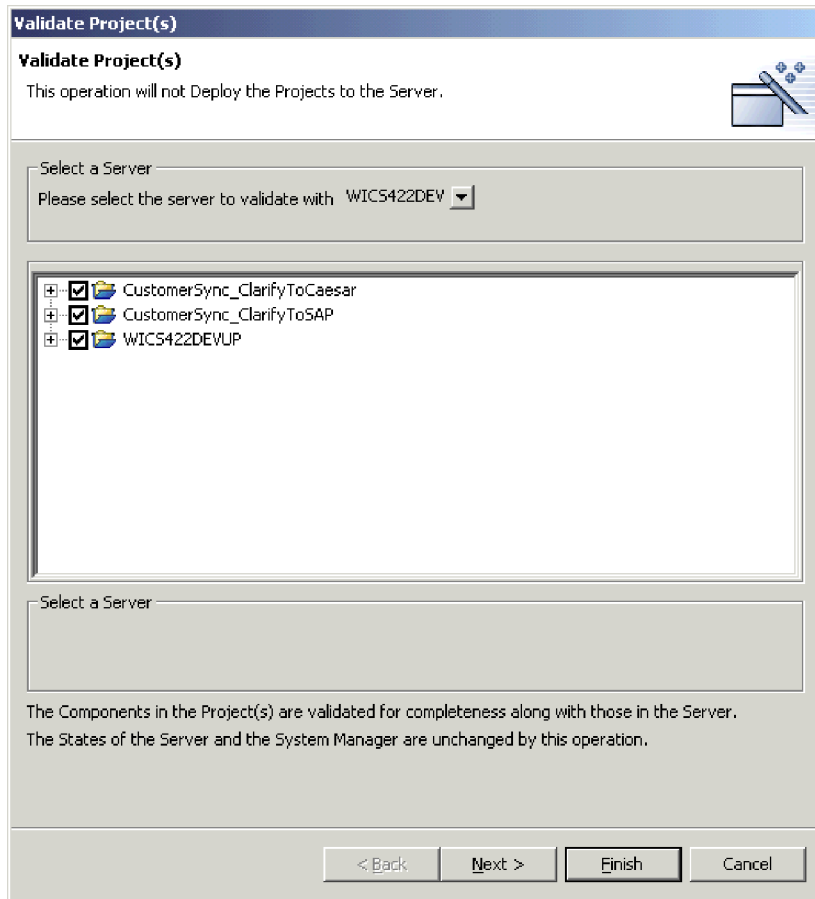 Validate Project(s)
Validate Project(s)
This operation will not Deploy the Projects to the Server.
Select a Server
Please select the server to validate with WICS422DEV
CustomerSync_ClarifyToCaesar
CustomerSync_ClarifyToSAP
WICS422DEVUP
Select a Server
The Components in the Project(s) are validated for completeness along with those in the Server.
The States of the Server and the System Manager are unchanged by this operation.
< Back Next > Finish Cancel